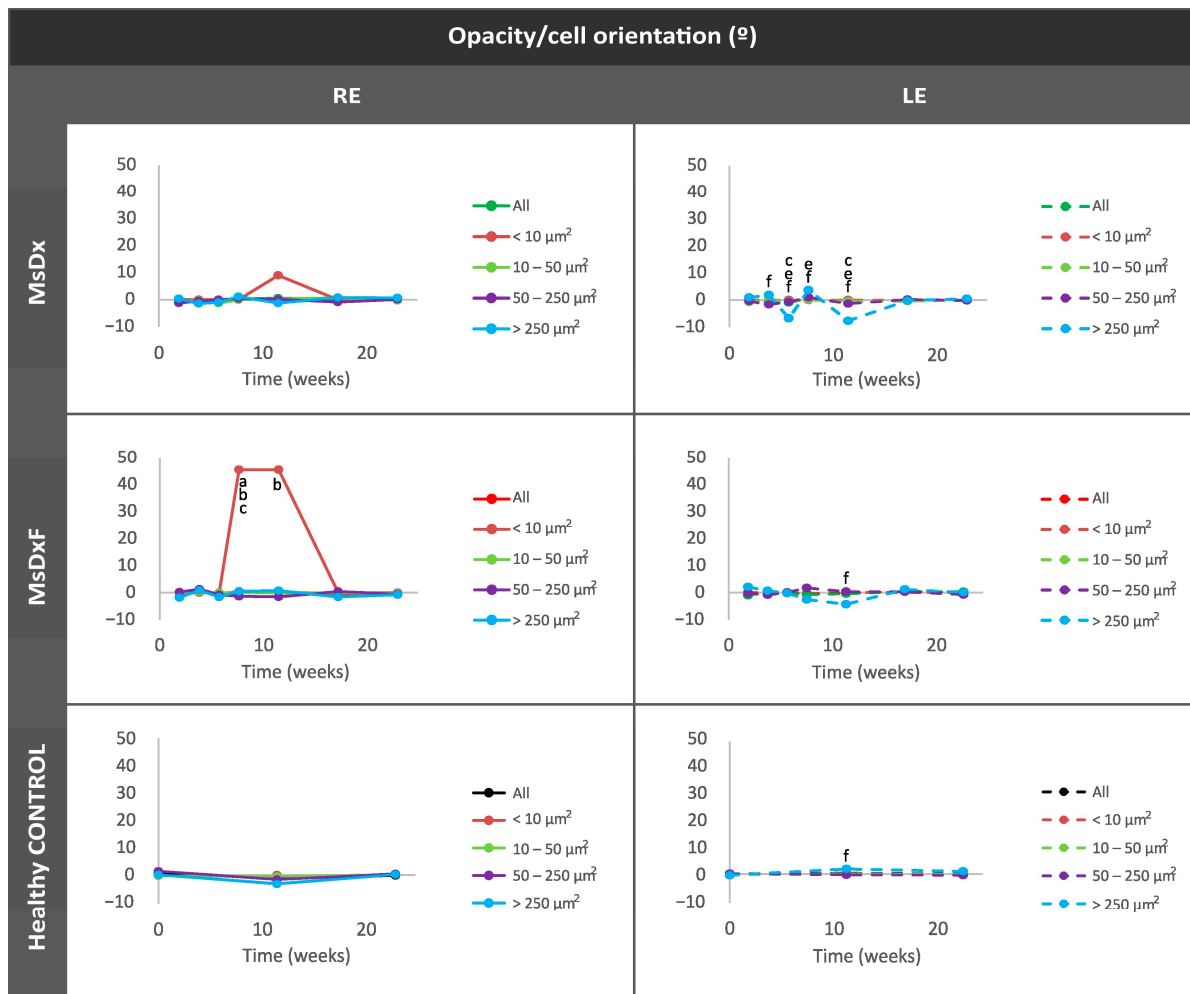 Opacity/cell orientation (º)
RE
LE
MsDx
50
40
30
20
10
0
−10
0
10
20
Time (weeks)
All
< 10 µm²
10 – 50 µm²
50 – 250 µm²
> 250 µm²
50
40
30
20
10
0
−10
f
c
e
f
e
f
c
e
f
0
10
20
Time (weeks)
All
< 10 µm²
10 – 50 µm²
50 – 250 µm²
> 250 µm²
MsDxF
50
40
30
20
10
0
−10
a
b
c
b
0
10
20
Time (weeks)
All
< 10 µm²
10 – 50 µm²
50 – 250 µm²
> 250 µm²
50
40
30
20
10
0
−10
f
0
10
20
Time (weeks)
All
< 10 µm²
10 – 50 µm²
50 – 250 µm²
> 250 µm²
Healthy CONTROL
50
40
30
20
10
0
−10
0
10
20
Time (weeks)
All
< 10 µm²
10 – 50 µm²
50 – 250 µm²
> 250 µm²
50
40
30
20
10
0
−10
f
0
10
20
Time (weeks)
All
< 10 µm²
10 – 50 µm²
50 – 250 µm²
> 250 µm²